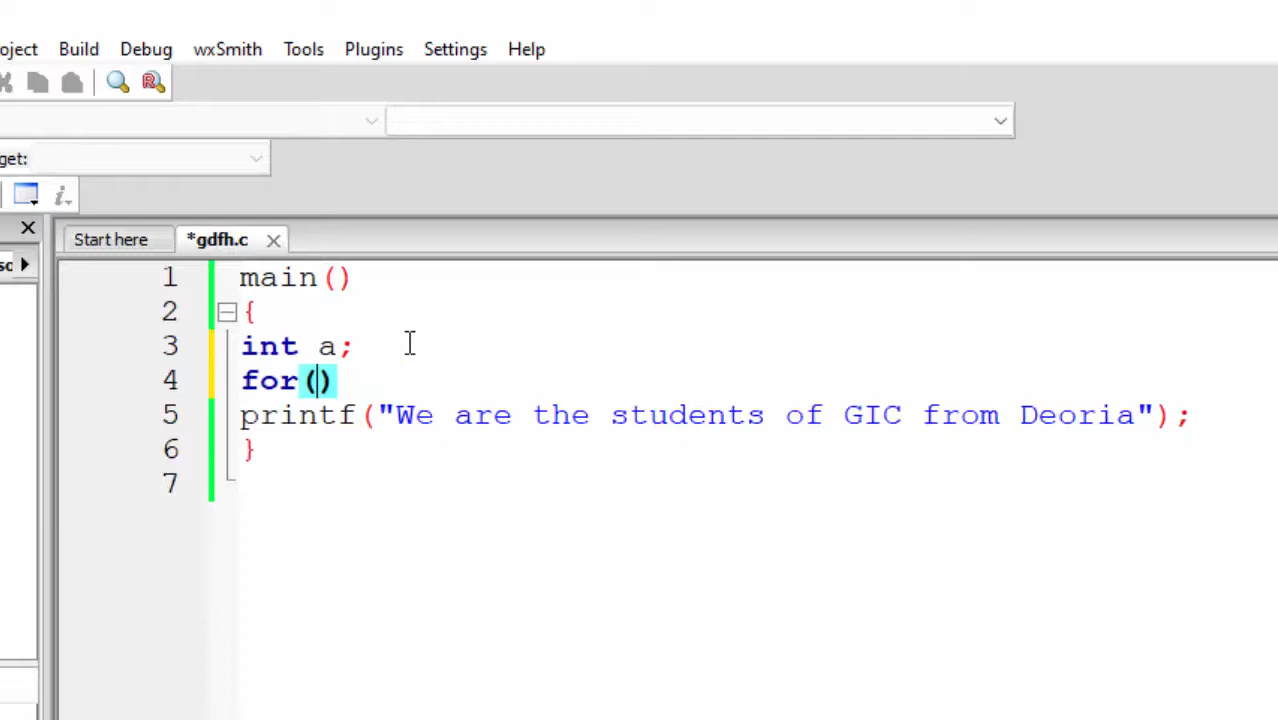 oject Build Debug wxSmith Tools Plugins Settings Help
get:
Start here *gdfh.c
so
1 main()
2 {
3 int a;
4 for()
5 printf("We are the students of GIC from Deoria");
6 }
7